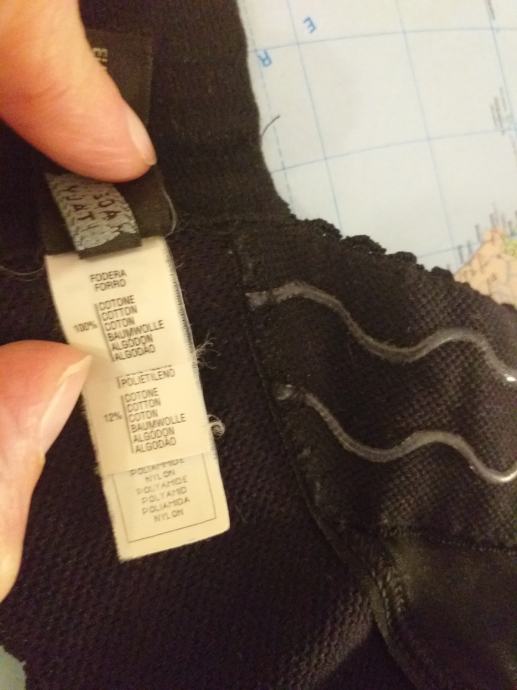 FODERA
FORRO
COTONE
COTTON
100% COTON
BAUMWOLLE
ALGODON
ALGODÃO
POLIETILENO
COTONE
COTTON
12% COTON
BAUMWOLLE
ALGODON
ALGODÃO
POLYAMMIDE
NYLON
POLYAMIDE
POLYAMID
POLIAMIDA
NYLON
E
R